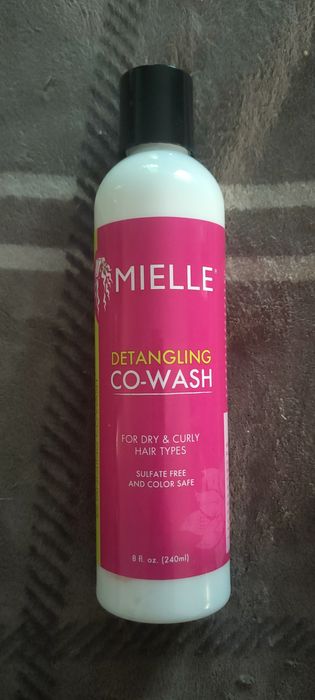 MIELLE
DETANGLING
CO-WASH
FOR DRY & CURLY
HAIR TYPES
SULFATE FREE
AND COLOR SAFE
8 fl. oz. (240ml)